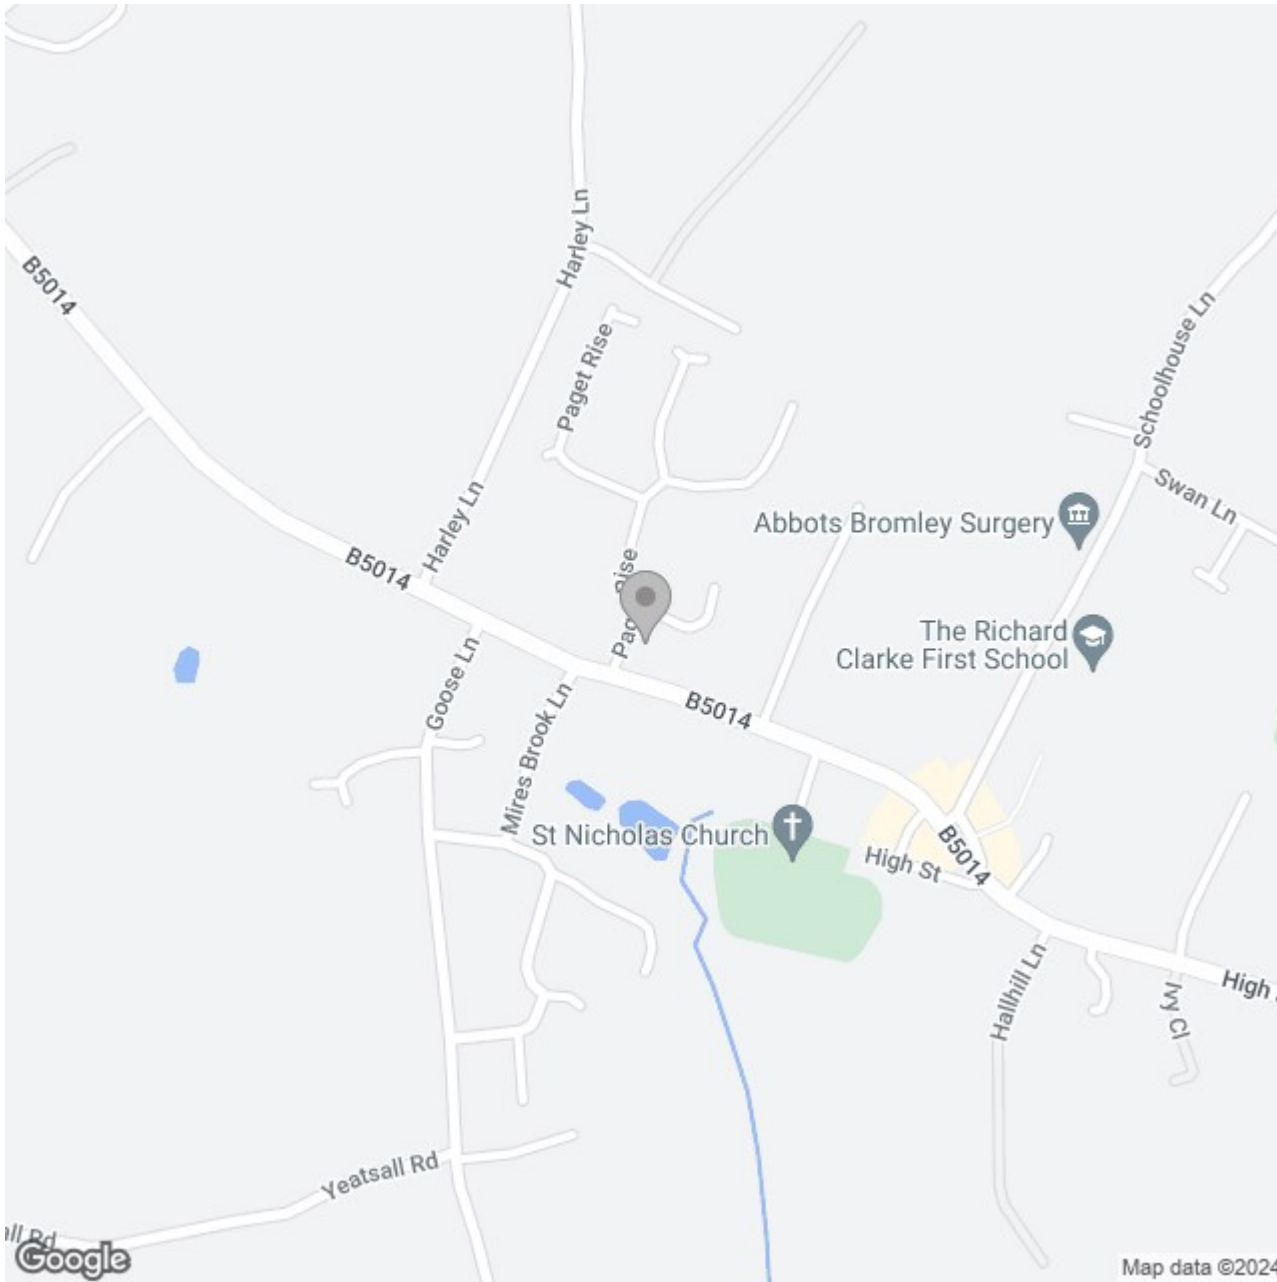 Harley Ln
B5014
Paget Rise
Schoolhouse Ln
Swan Ln
Harley Ln
Abbots Bromley Surgery
B5014
The Richard
Clarke First School
Goose Ln
B5014
Mires Brook Ln
St Nicholas Church
B5014
High St
Hallhill Ln
High
Ivy Cl
Yeatsall Rd
Rd
Google
Map data ©2024